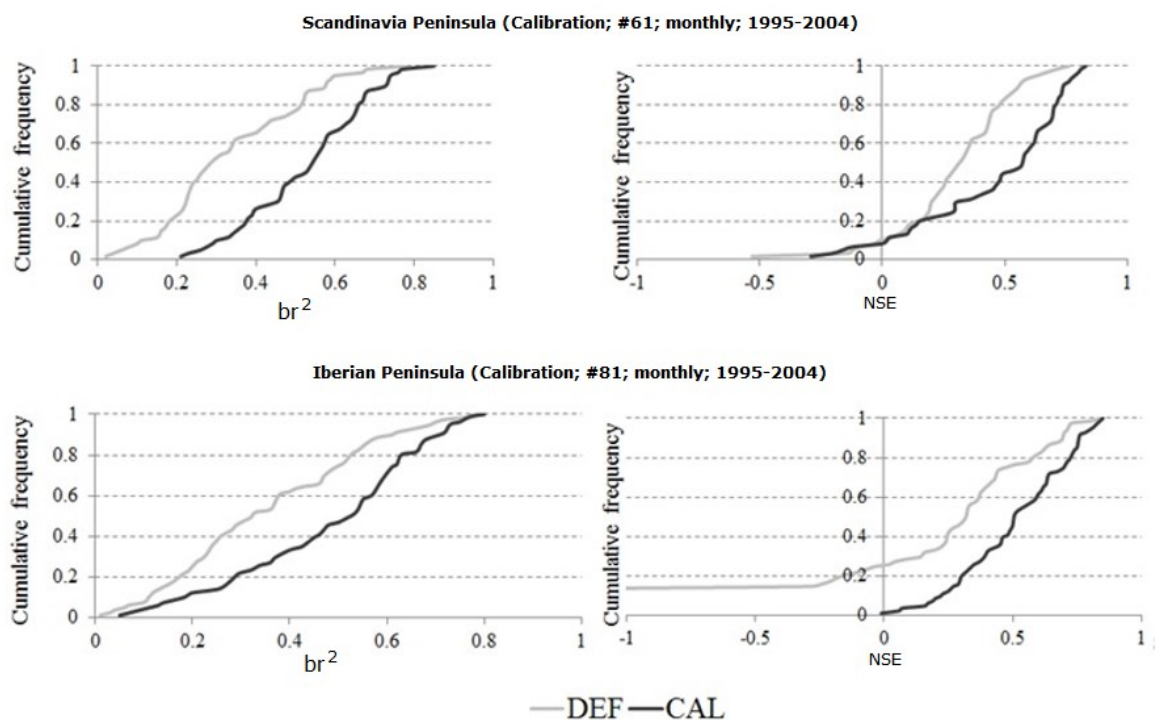 Scandinavia Peninsula (Calibration; #61; monthly; 1995-2004)
Cumulative frequency
1
0.8
0.6
0.4
0.2
0
0 0.2 0.4 0.6 0.8 1
br²
Cumulative frequency
1
0.8
0.6
0.4
0.2
0
-1 -0.5 0 0.5 1
NSE
Iberian Peninsula (Calibration; #81; monthly; 1995-2004)
Cumulative frequency
1
0.8
0.6
0.4
0.2
0
0 0.2 0.4 0.6 0.8 1
br²
Cumulative frequency
1
0.8
0.6
0.4
0.2
0
-1 -0.5 0 0.5 1
NSE
DEF CAL